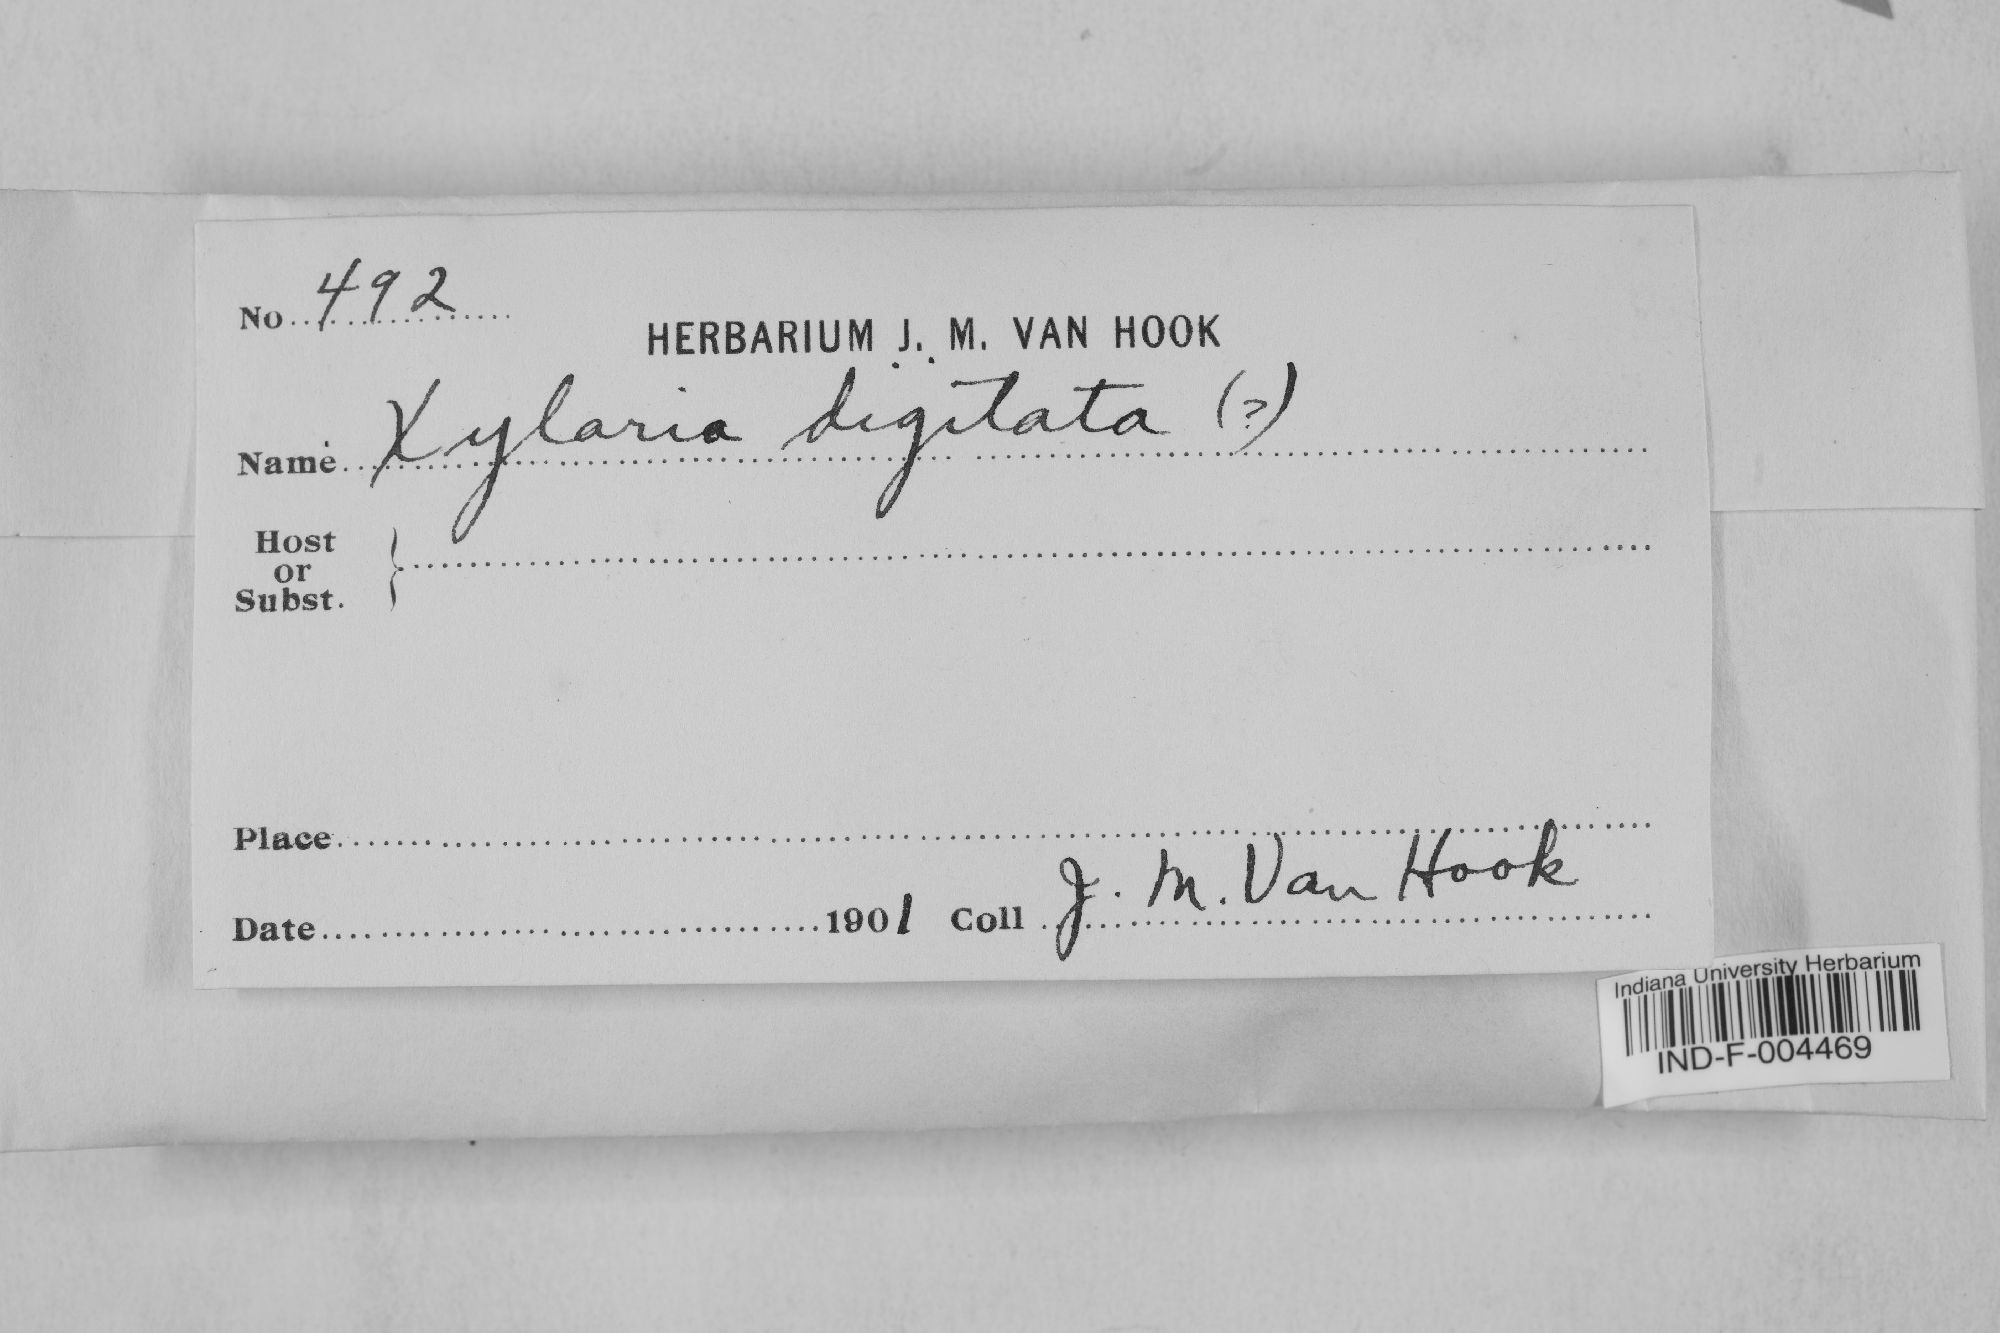 No. 492
HERBARIUM J. M. VAN HOOK
Name Xylaria digitata (?)
Host
or
Subst.
Place
Date 1901 Coll J. M. Van Hook
Indiana University Herbarium
IND-F-004469